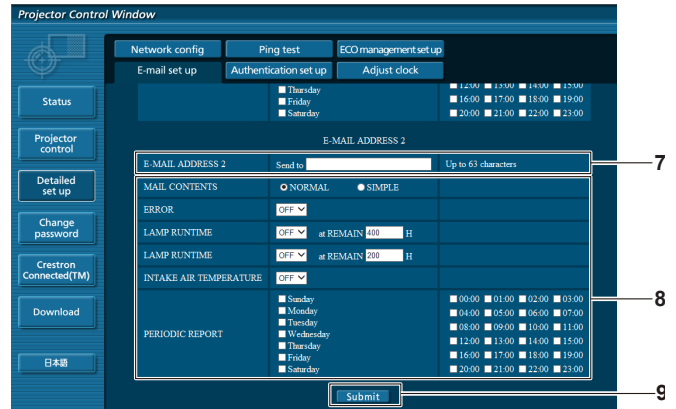 Projector Control Window
Network config Ping test ECO management set up
E-mail set up Authentication set up Adjust clock
Status
Projector control
Detailed set up
Change password
Crestron Connected(TM)
Download
日本語
Thursday 12:00 13:00 14:00 15:00
Friday 16:00 17:00 18:00 19:00
Saturday 20:00 21:00 22:00 23:00
E-MAIL ADDRESS 2
E-MAIL ADDRESS 2 Send to Up to 63 characters 7
MAIL CONTENTS NORMAL SIMPLE
ERROR OFF
LAMP RUNTIME OFF at REMAIN 400 H
LAMP RUNTIME OFF at REMAIN 200 H
INTAKE AIR TEMPERATURE OFF
PERIODIC REPORT
Sunday 00:00 01:00 02:00 03:00
Monday 04:00 05:00 06:00 07:00
Tuesday 08:00 09:00 10:00 11:00
Wednesday 12:00 13:00 14:00 15:00
Thursday 16:00 17:00 18:00 19:00
Friday 20:00 21:00 22:00 23:00
Saturday
8
Submit 9